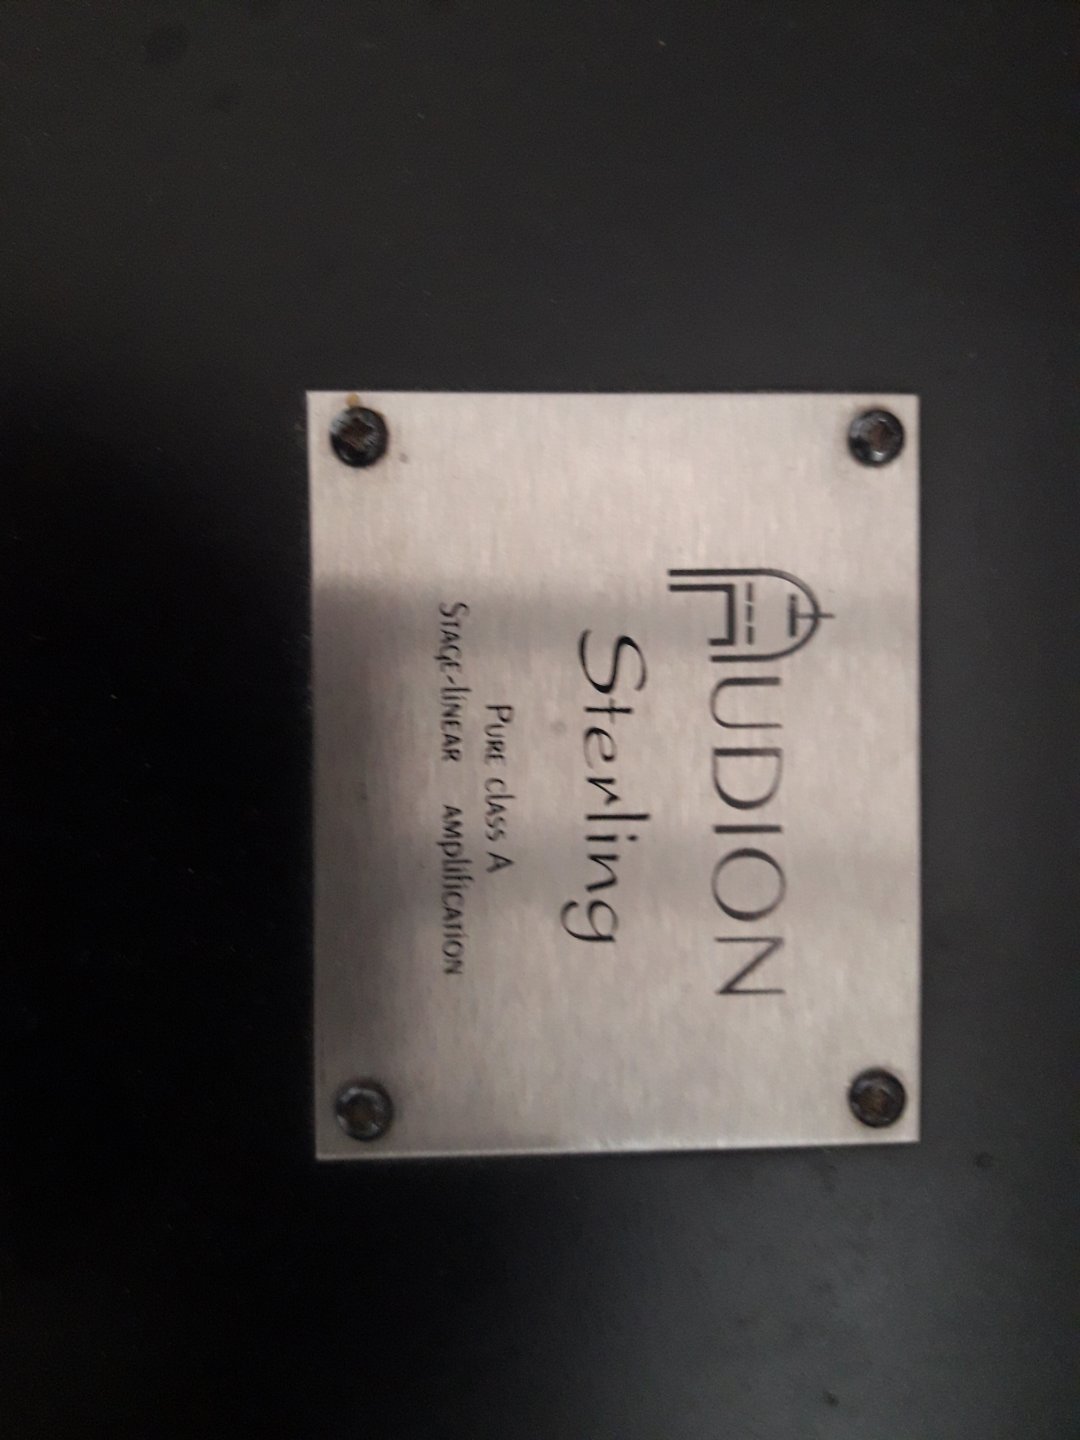 AUDION
Sterling
Pure class A
Stage-linear amplification